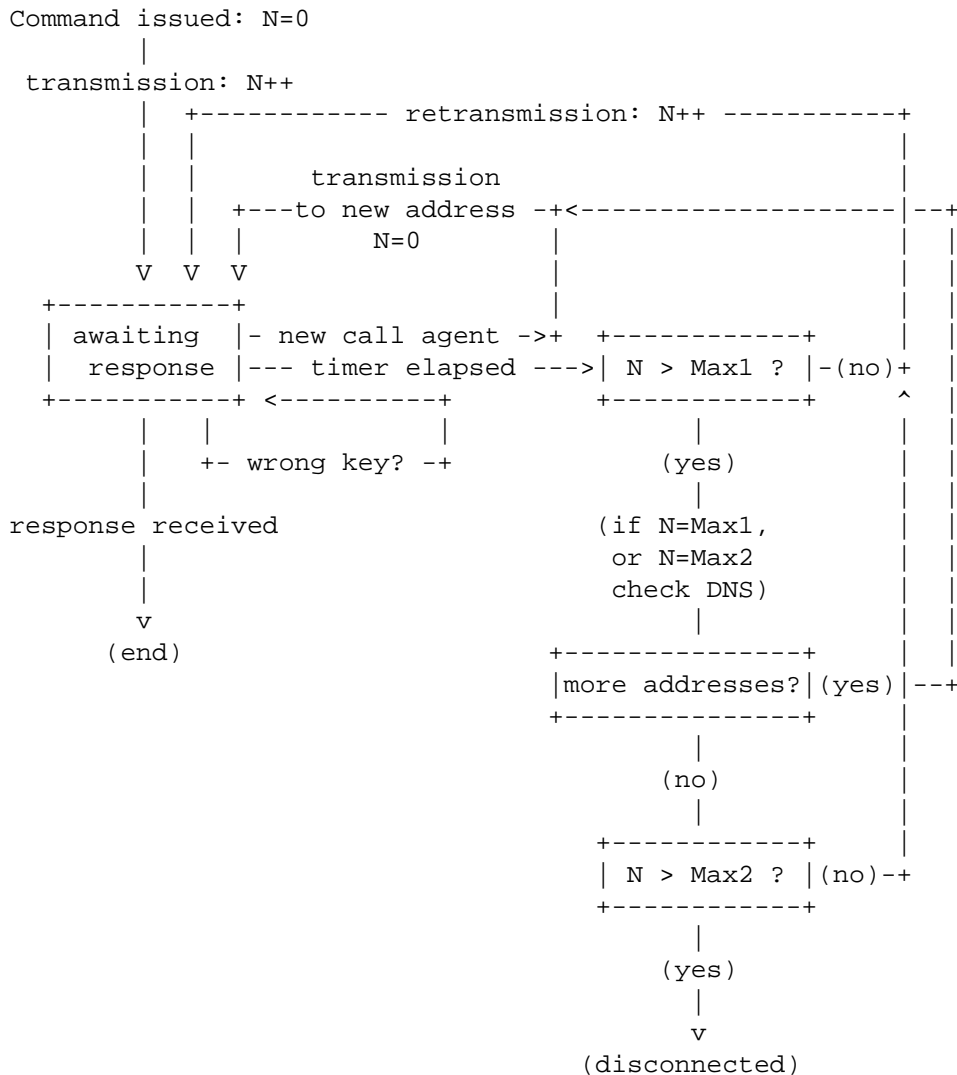 Command issued: N=0
transmission: N++
retransmission: N++
transmission
to new address
N=0
awaiting new call agent
response timer elapsed N > Max1 ? (no)
wrong key? (yes)
response received (if N=Max1,
or N=Max2
check DNS)
(end)
more addresses? (yes)
(no)
N > Max2 ? (no)
(yes)
(disconnected)